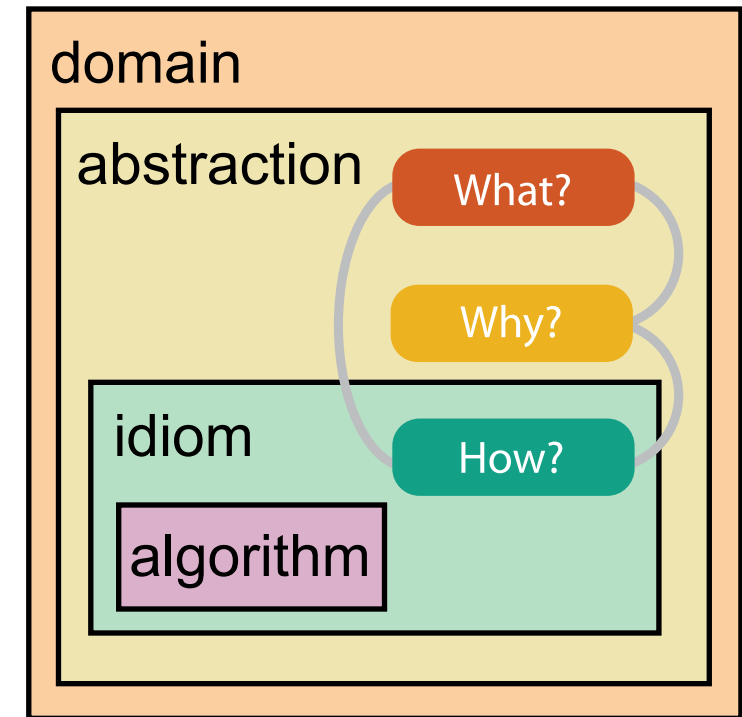 domain
abstraction
What?
Why?
idiom
How?
algorithm